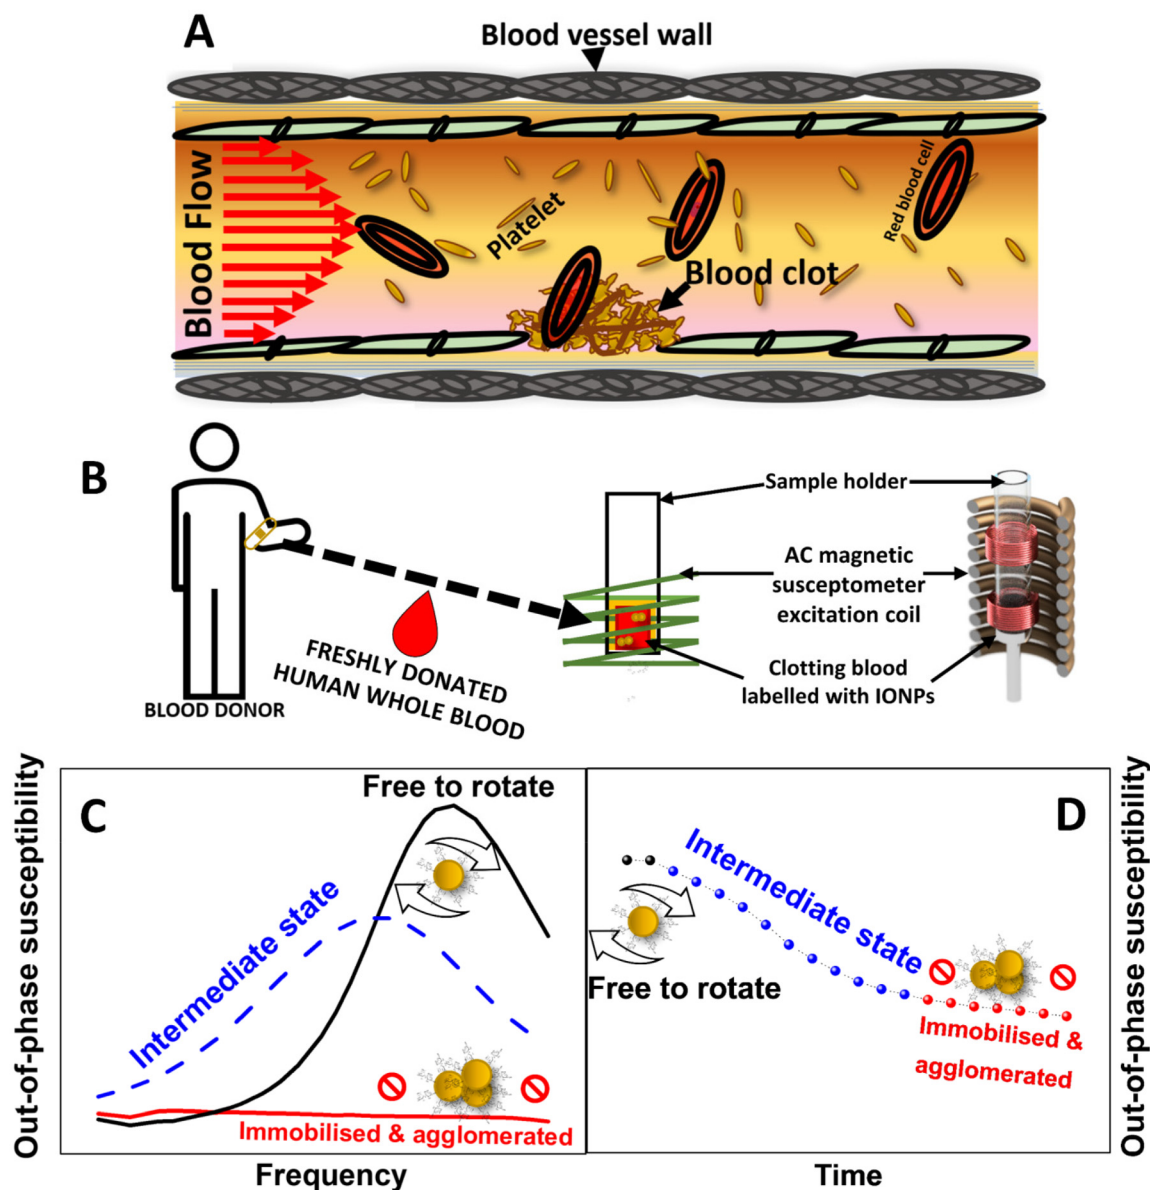 A
Blood vessel wall
Blood Flow
Platelet
Red blood cell
Blood clot
B
Sample holder
AC magnetic
susceptometer
excitation coil
Clotting blood
labelled with IONPs
FRESHLY DONATED
HUMAN WHOLE BLOOD
BLOOD DONOR
Out-of-phase susceptibility
C
Free to rotate
Intermediate state
Immobilised & agglomerated
Frequency
D
Intermediate state
Free to rotate
Immobilised &
agglomerated
Time
Out-of-phase susceptibility